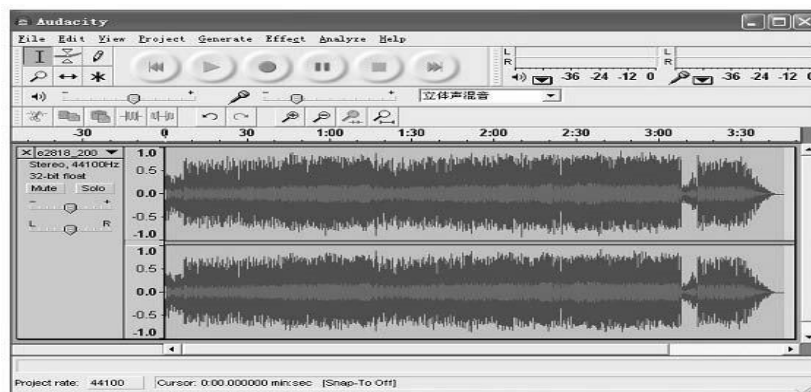 Audacity
File Edit View Project Generate Effect Analyze Help
L
R
-36 -24 -12 0
L
R
-36 -24 -12 0
- +
- +
立体声混音
-30 0 30 1:00 1:30 2:00 2:30 3:00 3:30
e2818_200
Stereo, 44100Hz
32-bit float
Mute Solo
- +
L R
1.0
0.5
0.0
-0.5
-1.0
1.0
0.5
0.0
-0.5
-1.0
Project rate: 44100 Cursor: 0:00.000000 min:sec [Snap-To Off]